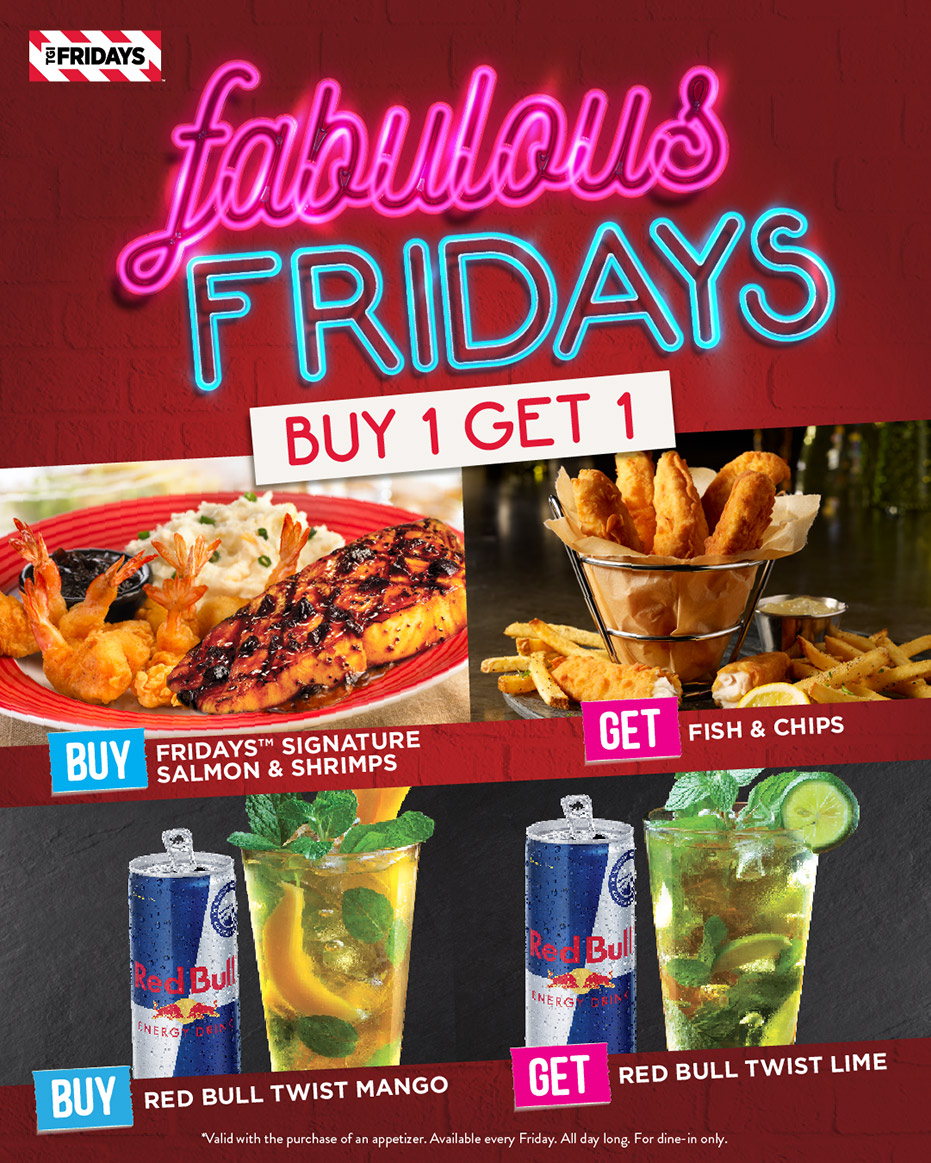 TGI FRIDAYS™
fabulous
FRIDAYS
BUY 1 GET 1
BUY FRIDAYS™ SIGNATURE
SALMON & SHRIMPS
GET FISH & CHIPS
Red Bull
ENERGY DRINK
Red Bull
ENERGY DRINK
BUY RED BULL TWIST MANGO
GET RED BULL TWIST LIME
*Valid with the purchase of an appetizer. Available every Friday. All day long. For dine-in only.